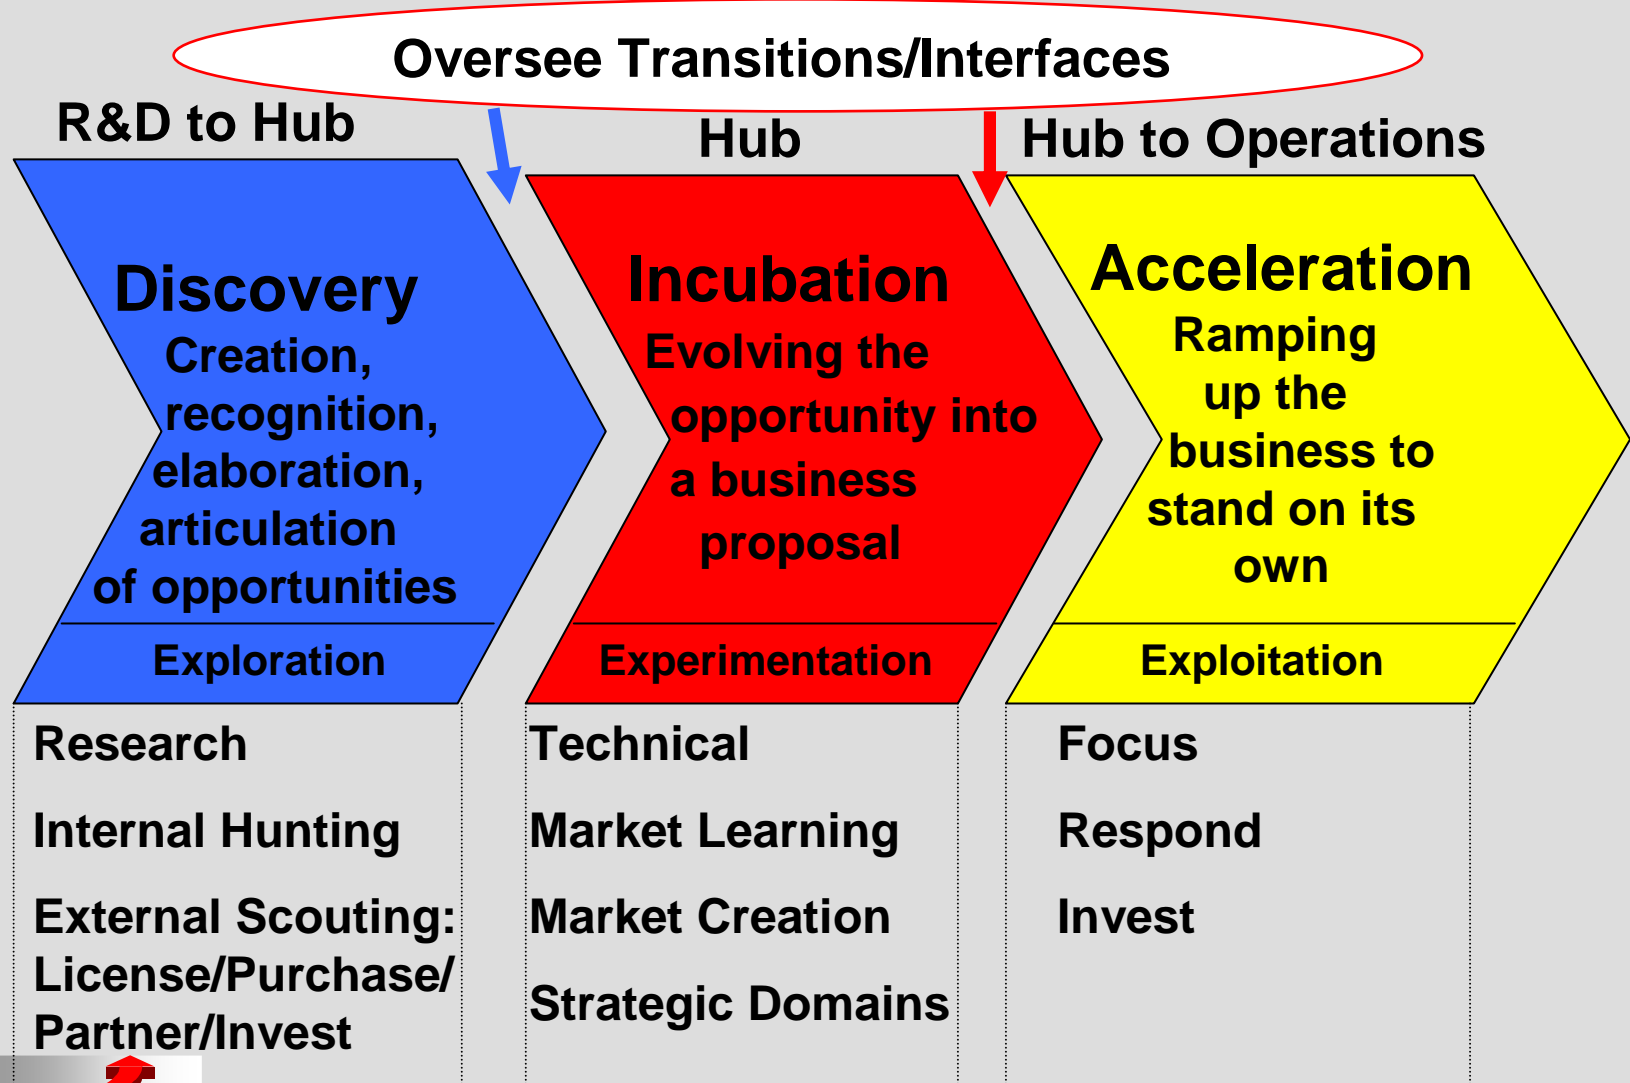 Oversee Transitions/Interfaces
R&D to Hub
Hub
Hub to Operations
Discovery
Creation,
recognition,
elaboration,
articulation
of opportunities
Exploration
Incubation
Evolving the
opportunity into
a business
proposal
Experimentation
Acceleration
Ramping
up the
business to
stand on its
own
Exploitation
Research
Internal Hunting
External Scouting:
License/Purchase/
Partner/Invest
Technical
Market Learning
Market Creation
Strategic Domains
Focus
Respond
Invest